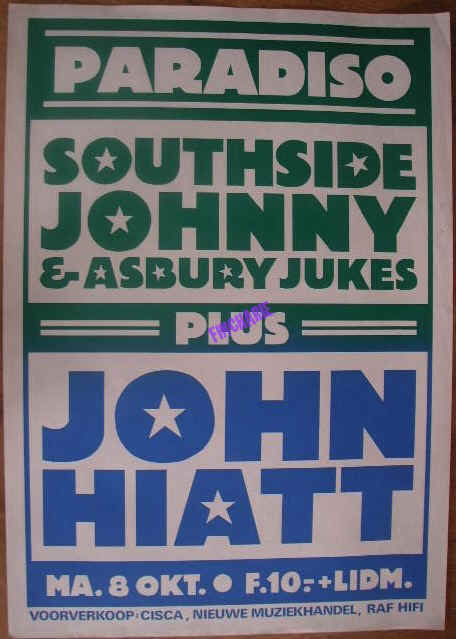 PARADISO
SOUTHSIDE
JOHNNY
& ASBURY JUKES
PLUS
FINCHARE
JOHN
HIATT
MA. 8 OKT. ● F.10.-+LIDM.
VOORVERKOOP: CISCA, NIEUWE MUZIEKHANDEL, RAF HIFI